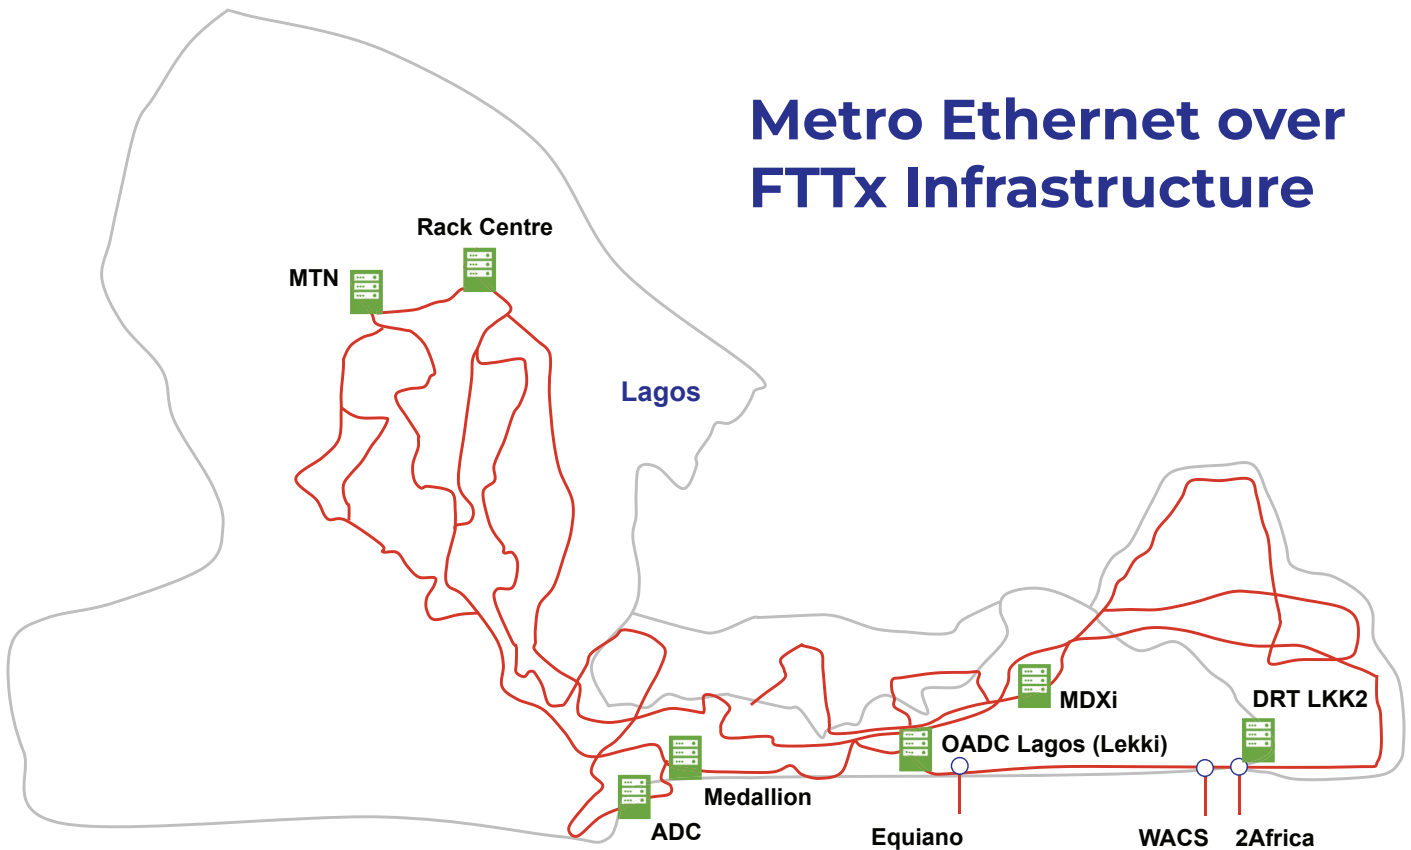 Metro Ethernet over
FTTx Infrastructure
Rack Centre
MTN
Lagos
MDXi
DRT LKK2
OADC Lagos (Lekki)
Medallion
ADC
Equiano
WACS
2Africa